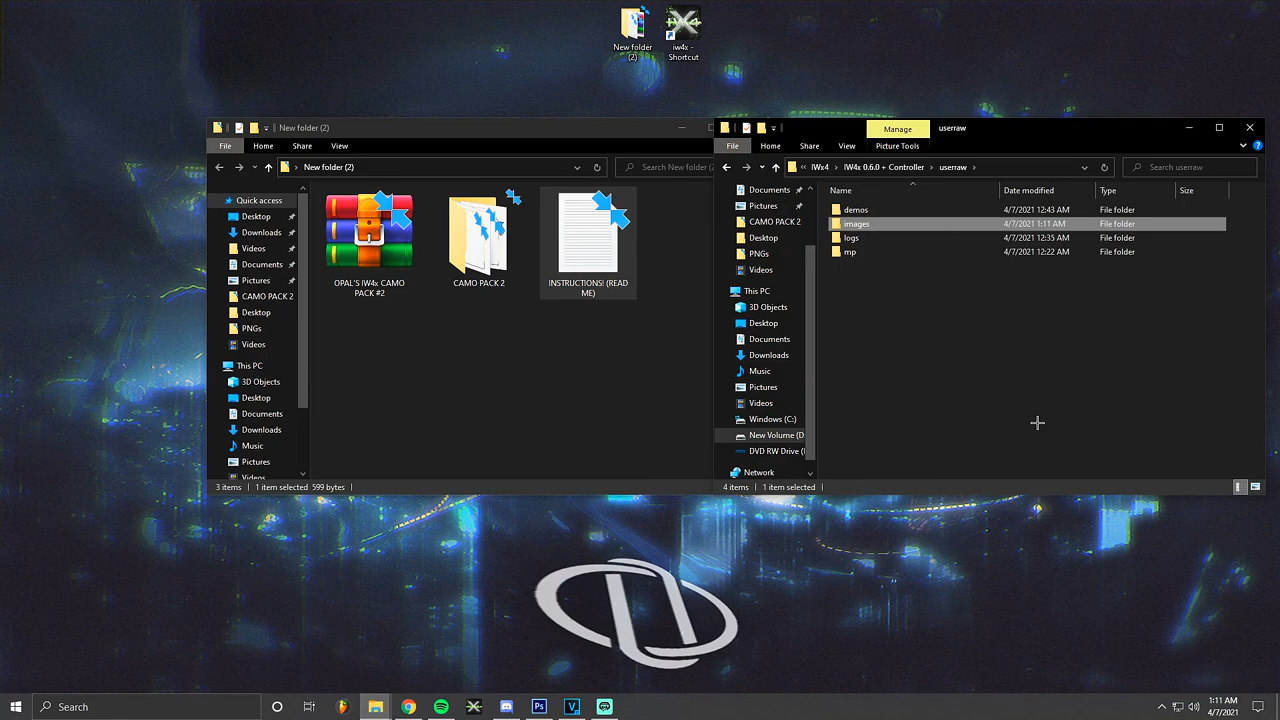 New folder
(2)
iw4x -
Shortcut
New folder (2)
File
Home
Share
View
New folder (2)
Search New folder (2
Quick access
Desktop
Downloads
Videos
Documents
Pictures
CAMO PACK 2
Desktop
PNGs
Videos
This PC
3D Objects
Desktop
Documents
Downloads
Music
Pictures
Videos
OPAL'S IW4x CAMO
PACK #2
CAMO PACK 2
INSTRUCTIONS! (READ
ME)
3 items
1 item selected 599 bytes
Manage
userraw
File
Home
Share
View
Picture Tools
IWx4
IW4x 0.6.0 + Controller
userraw
Search userraw
Documents
Pictures
CAMO PACK 2
Desktop
PNGs
Videos
This PC
3D Objects
Desktop
Documents
Downloads
Music
Pictures
Videos
Windows (C:)
New Volume (D:
DVD RW Drive (
Network
Name
Date modified
Type
Size
demos
4/7/2021 12:43 AM
File folder
images
4/7/2021 1:11 AM
File folder
logs
4/7/2021 12:35 AM
File folder
mp
4/7/2021 12:22 AM
File folder
4 items
1 item selected
Search
Ps
V
1:11 AM
4/7/2021